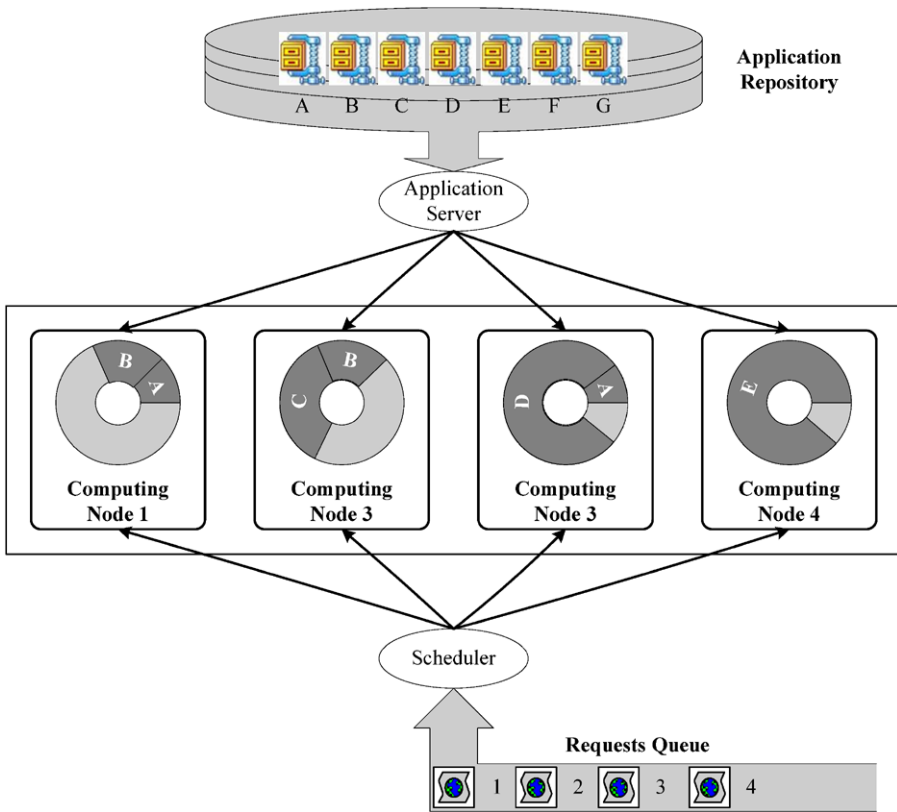 Application
Repository
A B C D E F G
Application
Server
B A
C B
D A
E
Computing
Node 1
Computing
Node 3
Computing
Node 3
Computing
Node 4
Scheduler
Requests Queue
1 2 3 4